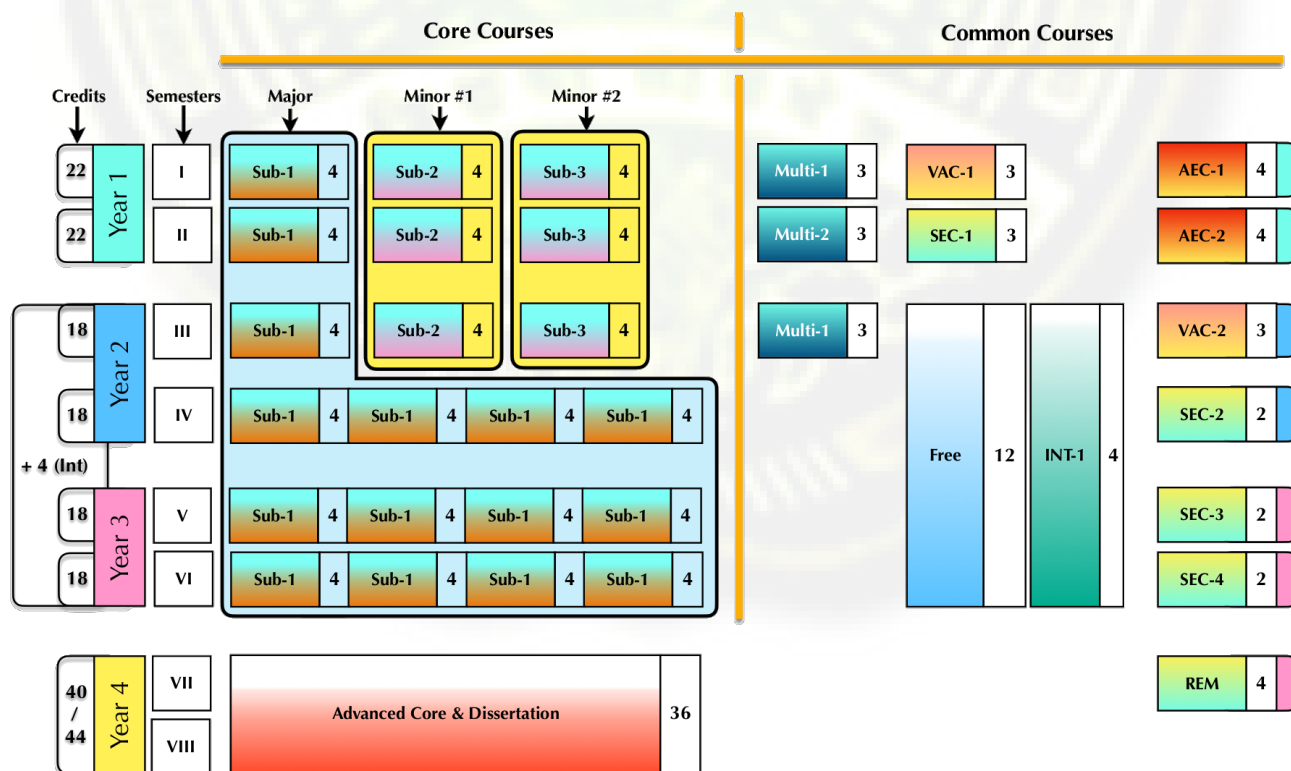 Core Courses
Common Courses
Credits Semesters Major Minor #1 Minor #2
Year 1
22 I Sub-1 4 Sub-2 4 Sub-3 4 Multi-1 3 VAC-1 3 AEC-1 4
22 II Sub-1 4 Sub-2 4 Sub-3 4 Multi-2 3 SEC-1 3 AEC-2 4
Year 2
18 III Sub-1 4 Sub-2 4 Sub-3 4 Multi-1 3 VAC-2 3
18 IV Sub-1 4 Sub-1 4 Sub-1 4 Sub-1 4 SEC-2 2
+ 4 (Int)
Free 12 INT-1 4
Year 3
18 V Sub-1 4 Sub-1 4 Sub-1 4 Sub-1 4 SEC-3 2
18 VI Sub-1 4 Sub-1 4 Sub-1 4 Sub-1 4 SEC-4 2
Year 4
40
/
44
VII
VIII
Advanced Core & Dissertation 36
REM 4